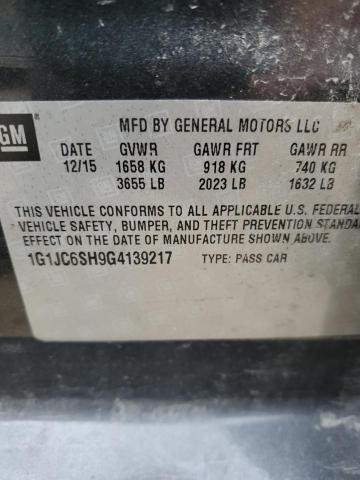 GM
MFD BY GENERAL MOTORS LLC
DATE GVWR GAWR FRT GAWR RR
12/15 1658 KG 918 KG 740 KG
3655 LB 2023 LB 1632 LB
THIS VEHICLE CONFORMS TO ALL APPLICABLE U.S. FEDERAL
VEHICLE SAFETY, BUMPER, AND THEFT PREVENTION STANDAR
EFFECT ON THE DATE OF MANUFACTURE SHOWN ABOVE.
1G1JC6SH9G4139217 TYPE: PASS CAR